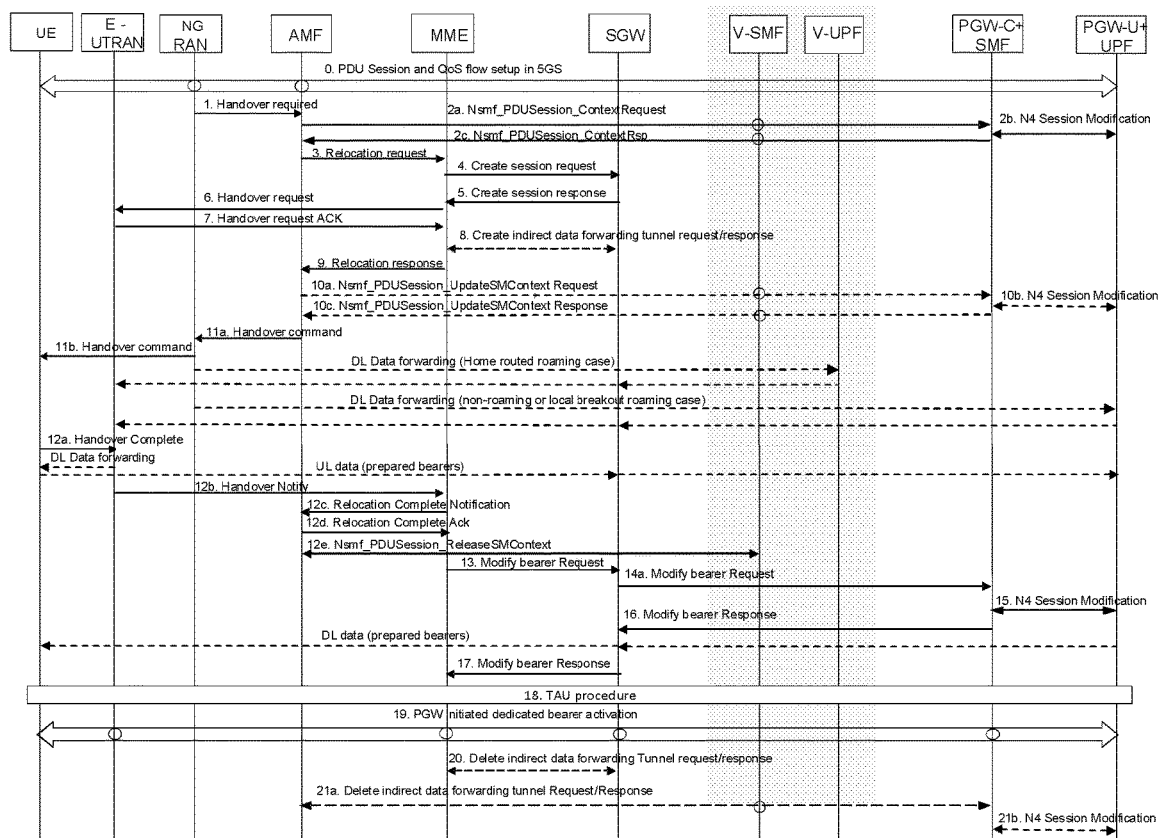 UE
E -
UTRAN
NG
RAN
AMF
MME
SGW
V-SMF
V-UPF
PGW-C+
SMF
PGW-U+
UPF
0. PDU Session and QoS flow setup in 5GS
1. Handover required
2a. Nsmf_PDUSession_ContextRequest
2b. N4 Session Modification
2c. Nsmf_PDUSession_ContextRsp
3. Relocation request
4. Create session request
5. Create session response
6. Handover request
7. Handover request ACK
8. Create indirect data forwarding tunnel request/response
9. Relocation response
10a. Nsmf_PDUSession_UpdateSMContext Request
10b. N4 Session Modification
10c. Nsmf_PDUSession_UpdateSMContext Response
11a. Handover command
11b. Handover command
DL Data forwarding (Home routed roaming case)
DL Data forwarding (non-roaming or local breakout roaming case)
12a. Handover Complete
DL Data forwarding
UL data (prepared bearers)
12b. Handover Notify
12c. Relocation Complete Notification
12d. Relocation Complete Ack
12e. Nsmf_PDUSession_ReleaseSMContext
13. Modify bearer Request
14a. Modify bearer Request
15. N4 Session Modification
16. Modify bearer Response
DL data (prepared bearers)
17. Modify bearer Response
18. TAU procedure
19. PGW initiated dedicated bearer activation
20. Delete indirect data forwarding Tunnel request/response
21a. Delete indirect data forwarding tunnel Request/Response
21b. N4 Session Modification